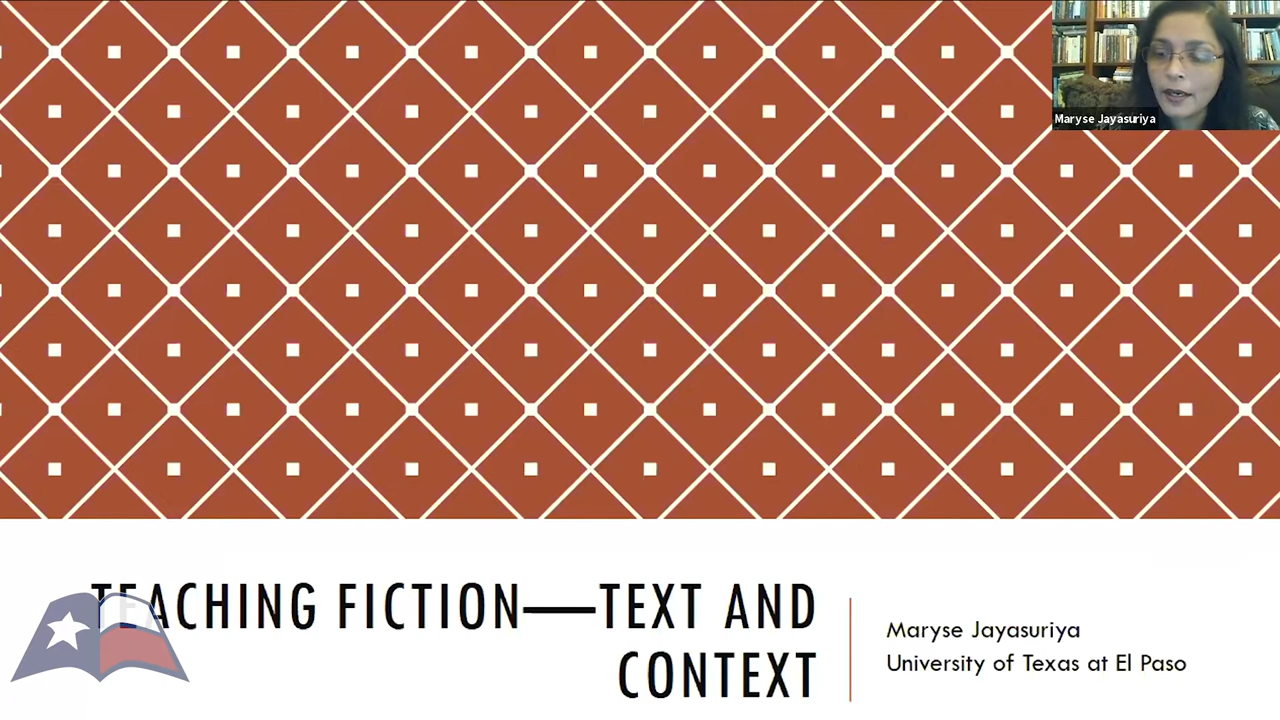 Maryse Jayasuriya
TEACHING FICTION—TEXT AND
CONTEXT
Maryse Jayasuriya
University of Texas at El Paso